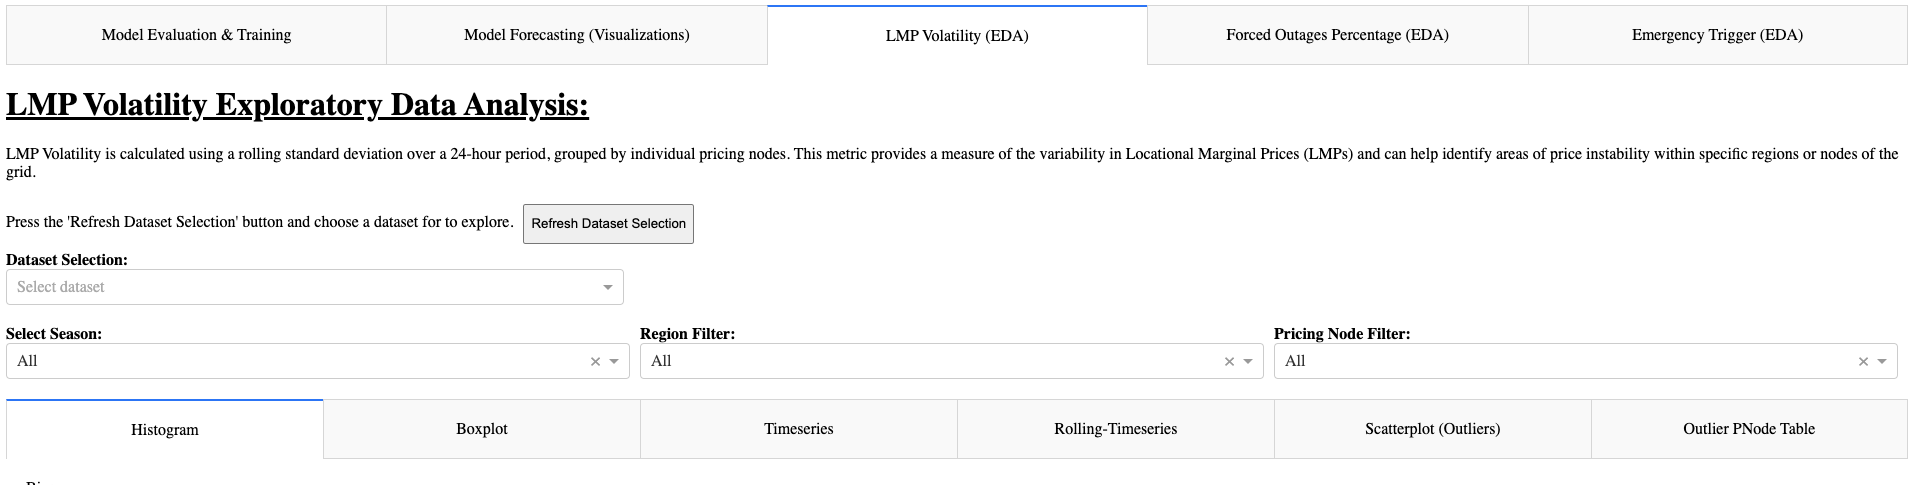 Model Evaluation & Training
Model Forecasting (Visualizations)
LMP Volatility (EDA)
Forced Outages Percentage (EDA)
Emergency Trigger (EDA)
LMP Volatility Exploratory Data Analysis:
LMP Volatility is calculated using a rolling standard deviation over a 24-hour period, grouped by individual pricing nodes. This metric provides a measure of the variability in Locational Marginal Prices (LMPs) and can help identify areas of price instability within specific regions or nodes of the
grid.
Press the 'Refresh Dataset Selection' button and choose a dataset for to explore.
Refresh Dataset Selection
Dataset Selection:
Select dataset
Select Season:
Region Filter:
Pricing Node Filter:
All
All
All
Histogram
Boxplot
Timeseries
Rolling-Timeseries
Scatterplot (Outliers)
Outlier PNode Table